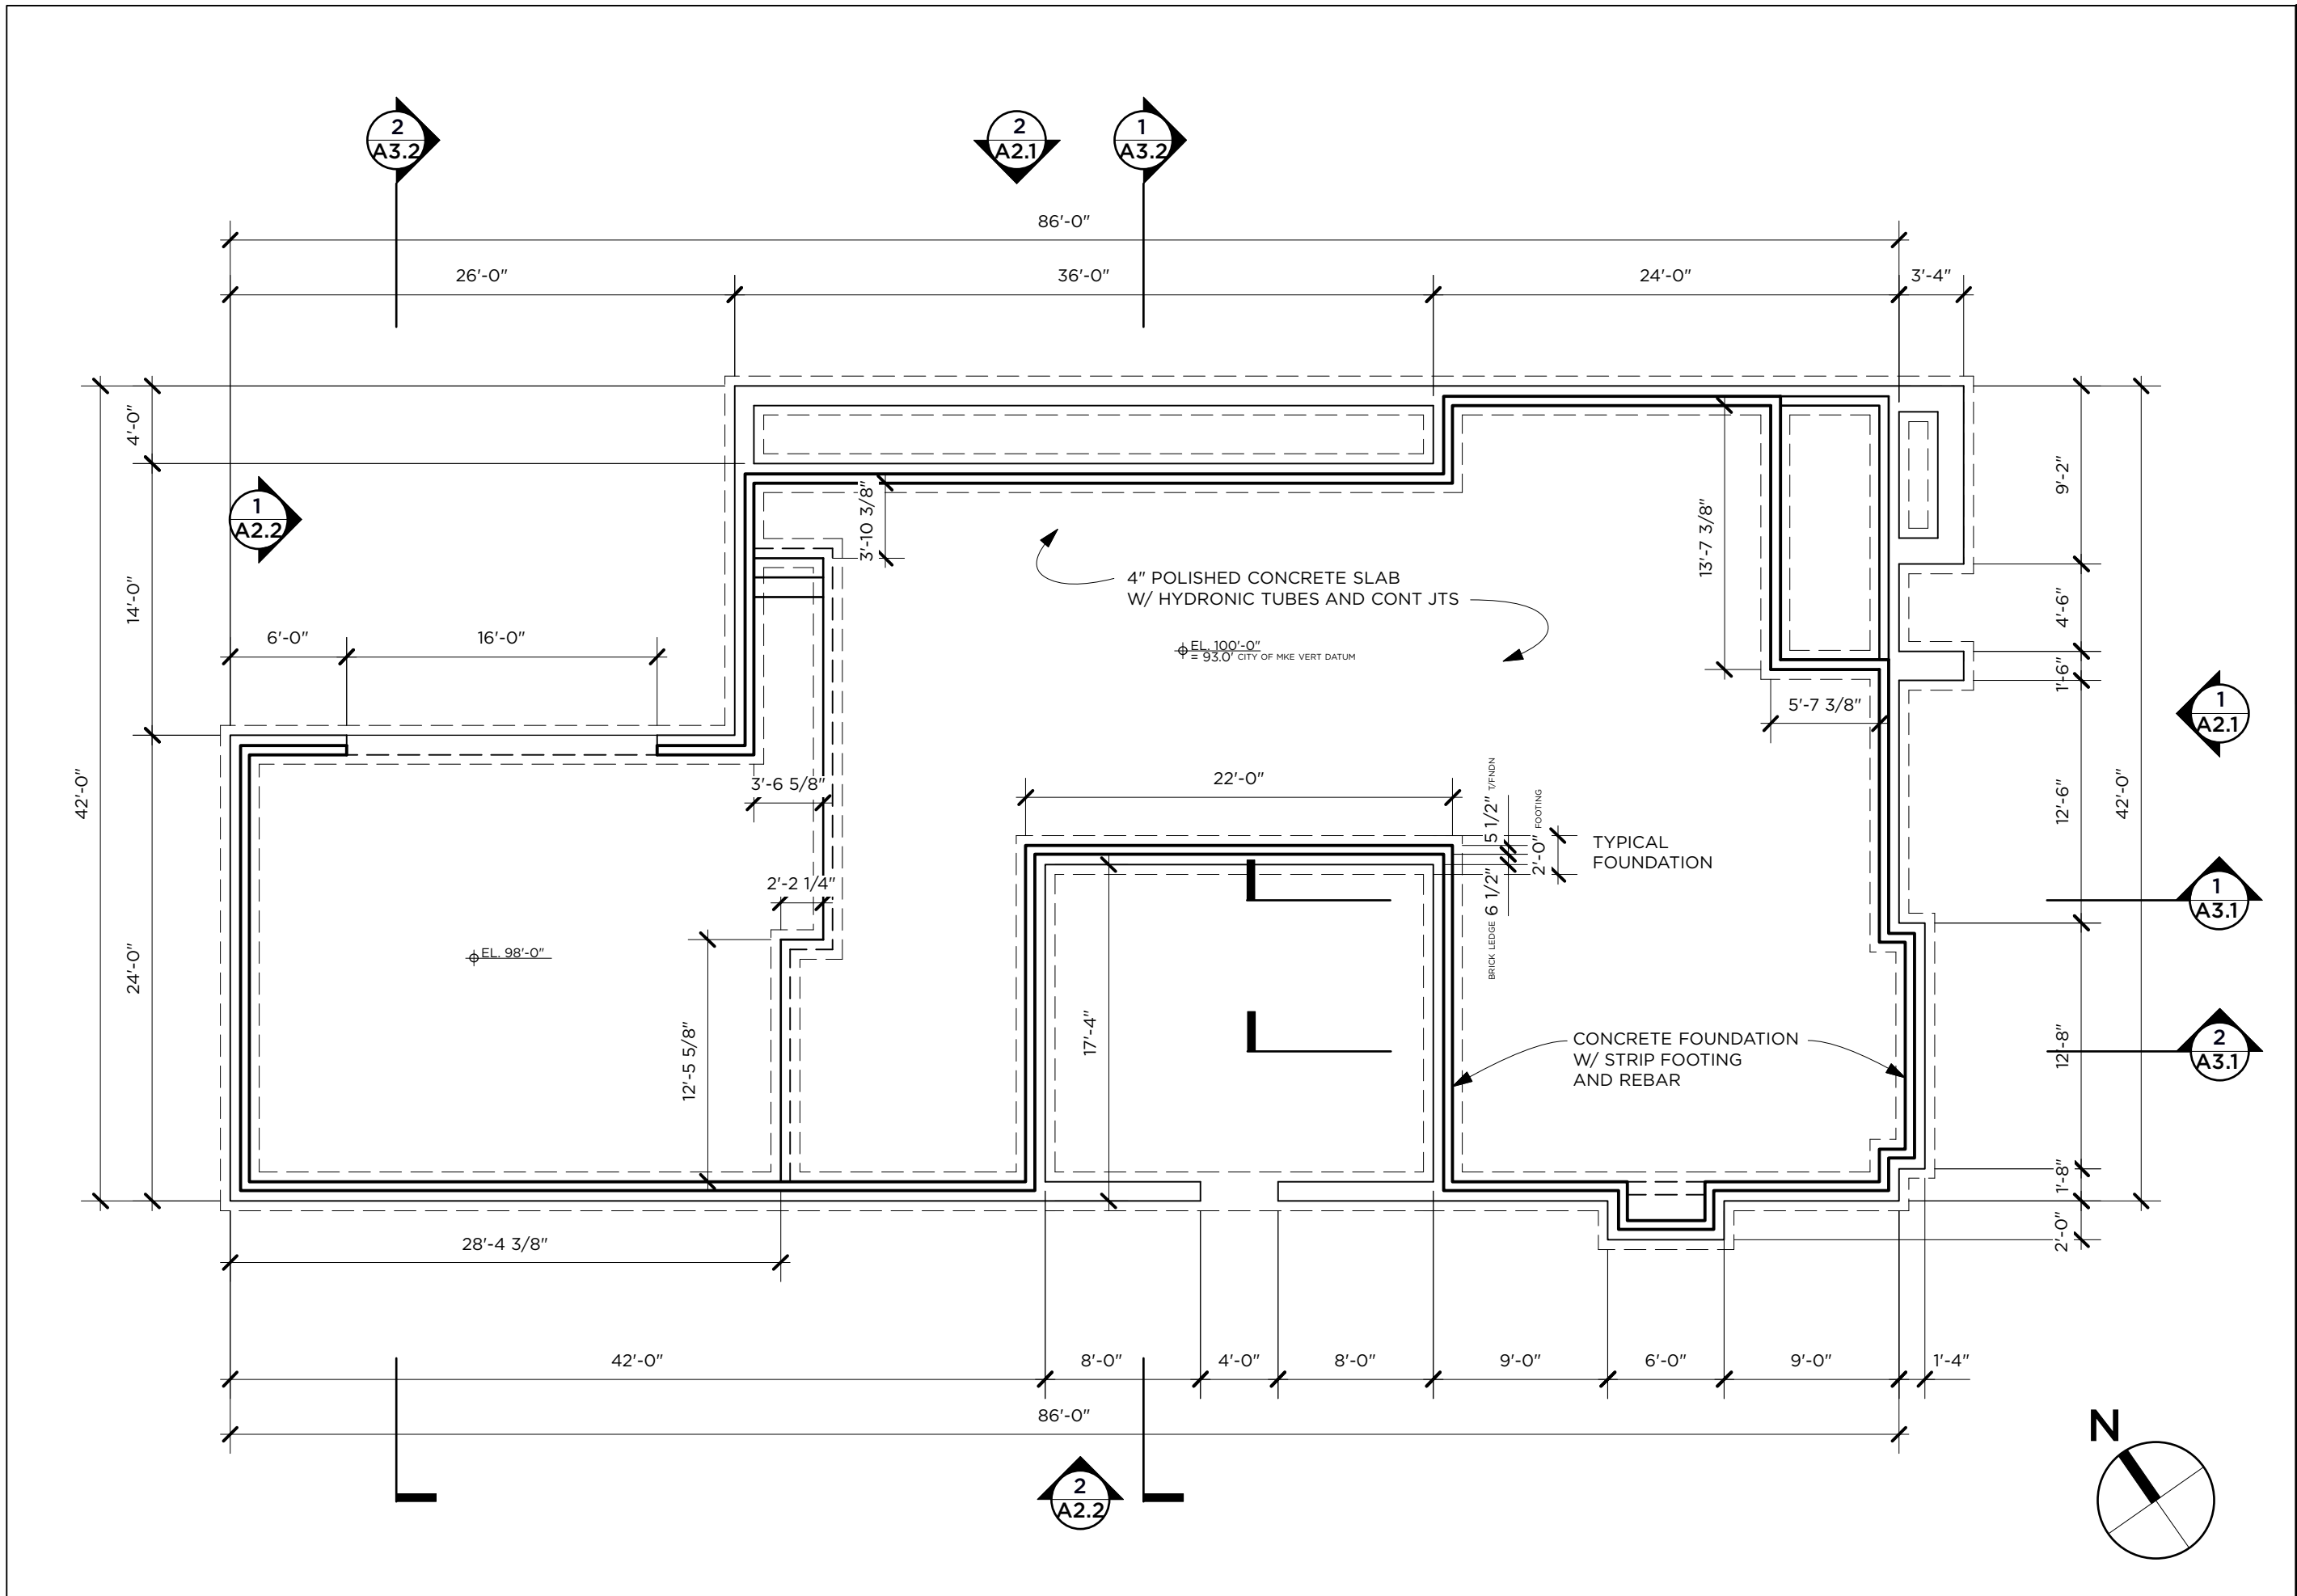 2
A3.2
2
A2.1
1
A3.2
86'-0"
26'-0"
36'-0"
24'-0"
3'-4"
4'-0"
14'-0"
24'-0"
42'-0"
1
A2.2
3'-10 3/8"
13'-7 3/8"
9'-2"
4'-6"
1'-6"
12'-6"
42'-0"
12'-8"
1'-8"
2'-0"
4" POLISHED CONCRETE SLAB
W/ HYDRONIC TUBES AND CONT JTS
6'-0"
16'-0"
EL. 100'-0"
= 93.0' CITY OF MKE VERT DATUM
5'-7 3/8"
1
A2.1
3'-6 5/8"
22'-0"
5 1/2" T/FNDN
2'-0" FOOTING
BRICK LEDGE 6 1/2"
TYPICAL
FOUNDATION
2'-2 1/4"
1
A3.1
EL. 98'-0"
12'-5 5/8"
17'-4"
CONCRETE FOUNDATION
W/ STRIP FOOTING
AND REBAR
2
A3.1
28'-4 3/8"
42'-0"
8'-0"
4'-0"
8'-0"
9'-0"
6'-0"
9'-0"
1'-4"
86'-0"
2
A2.2
N